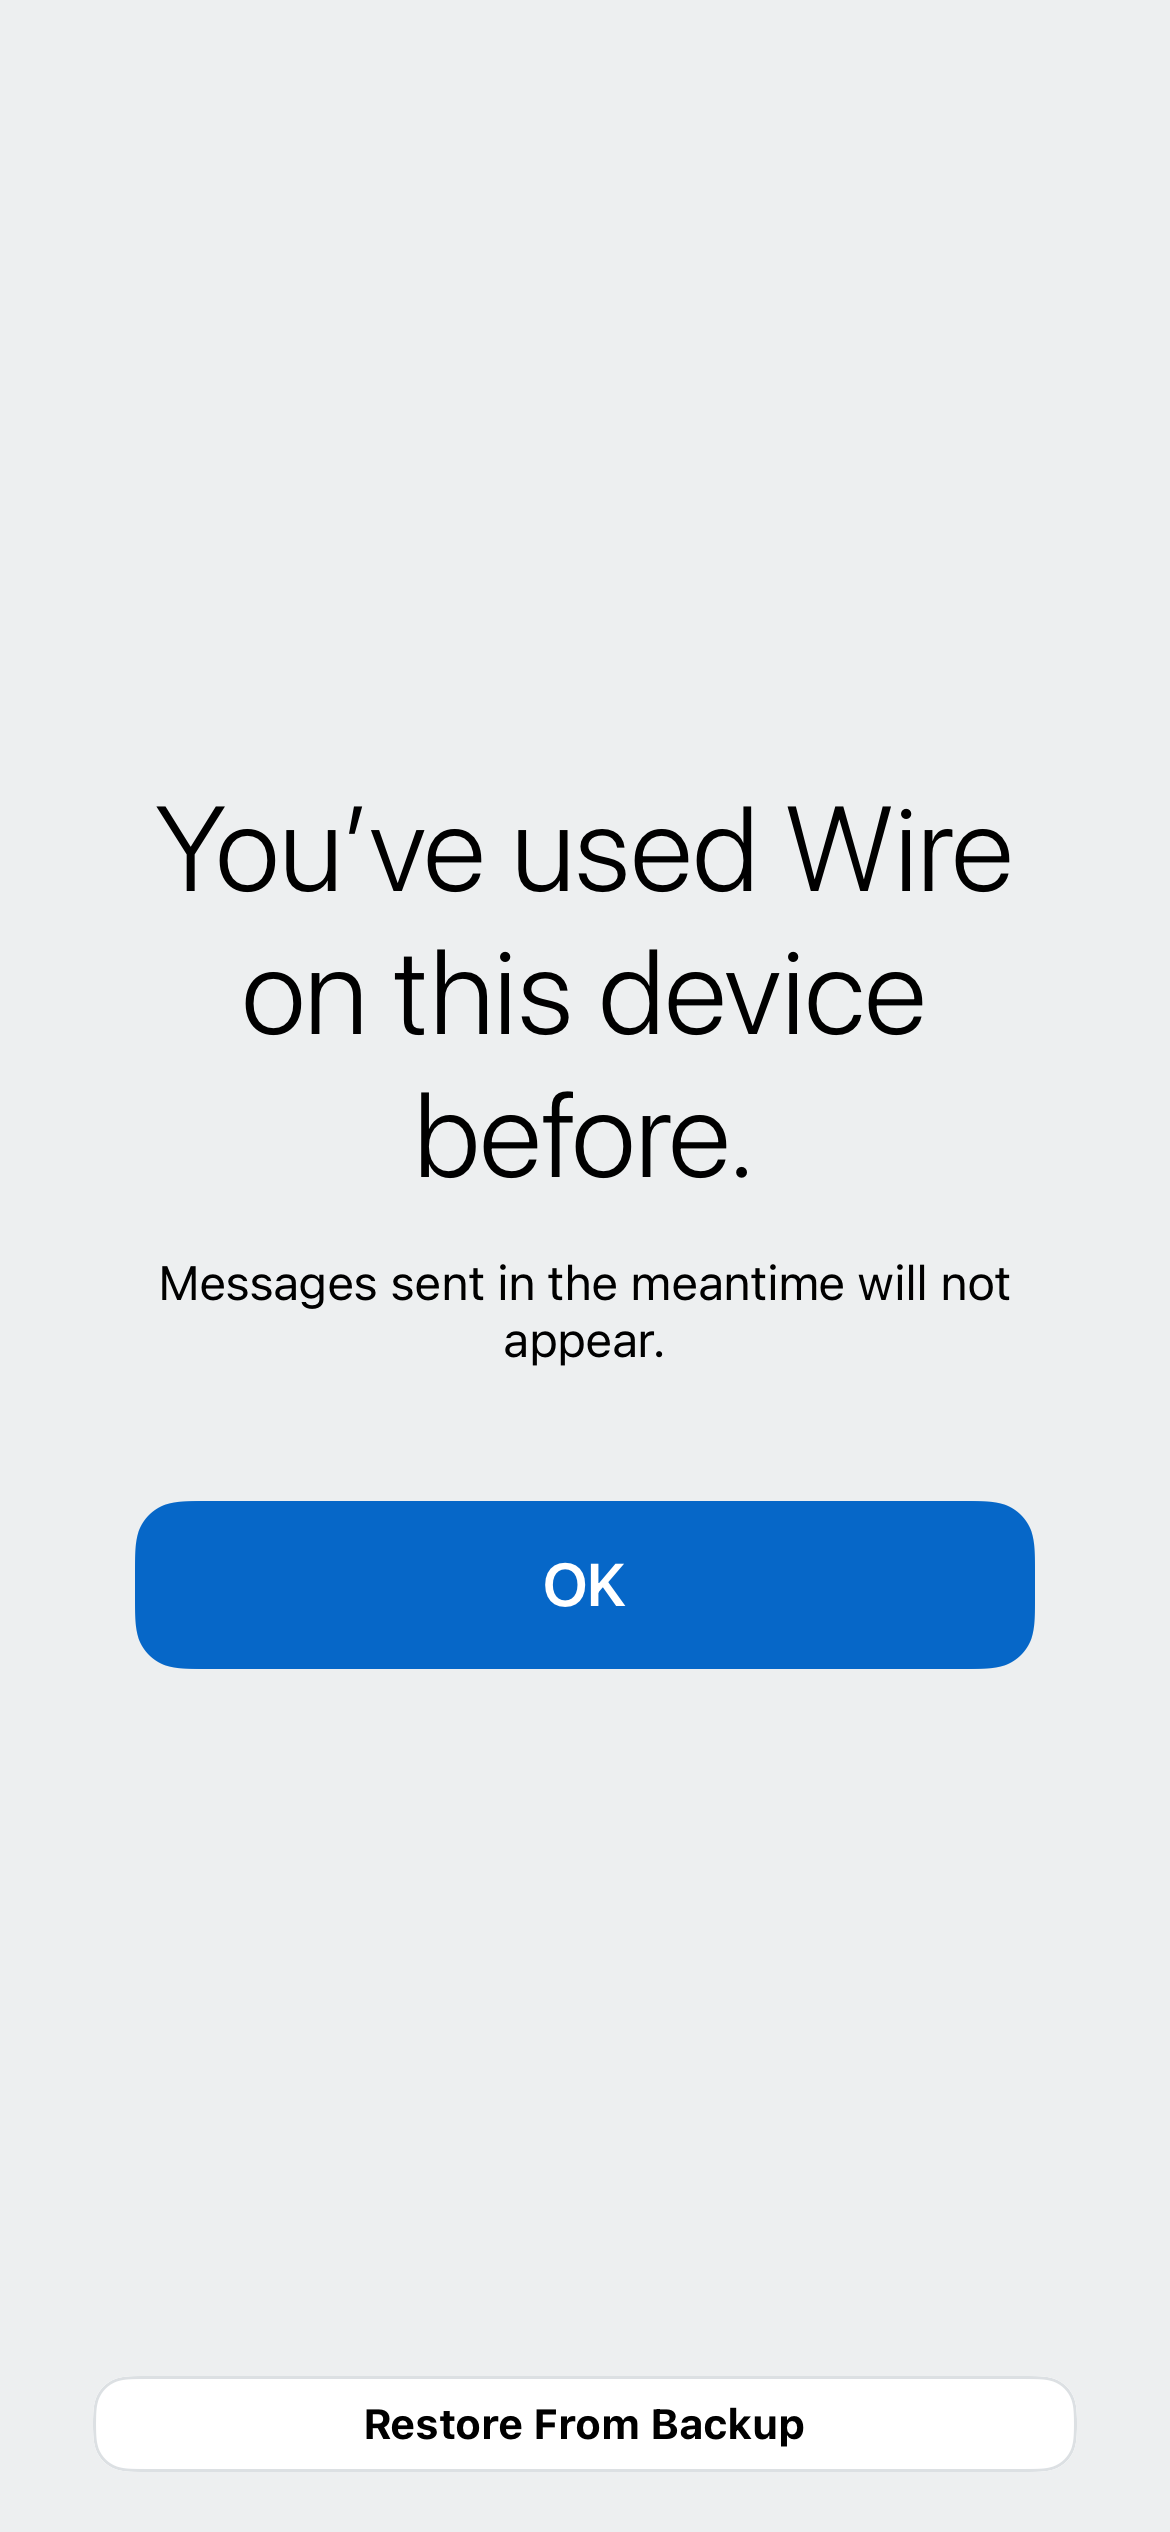 You’ve used Wire
on this device
before.
Messages sent in the meantime will not
appear.
OK
Restore From Backup